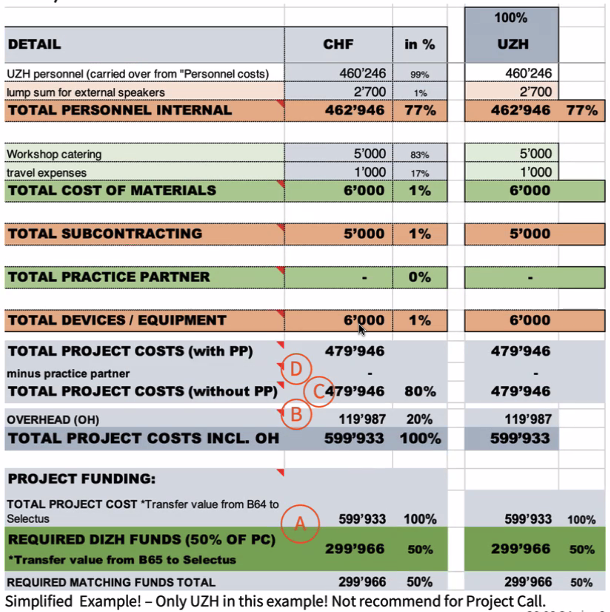 100%
DETAIL CHF in % UZH
UZH personnel (carried over from "Personnel costs) 460'246 99% 460'246
lump sum for external speakers 2'700 1% 2'700
TOTAL PERSONNEL INTERNAL 462'946 77% 462'946 77%
Workshop catering 5'000 83% 5'000
travel expenses 1'000 17% 1'000
TOTAL COST OF MATERIALS 6'000 1% 6'000
TOTAL SUBCONTRACTING 5'000 1% 5'000
TOTAL PRACTICE PARTNER - 0% -
TOTAL DEVICES / EQUIPMENT 6'000 1% 6'000
TOTAL PROJECT COSTS (with PP) 479'946 479'946
minus practice partner D - -
TOTAL PROJECT COSTS (without PP) C 479'946 80% 479'946
OVERHEAD (OH) B 119'987 20% 119'987
TOTAL PROJECT COSTS INCL. OH 599'933 100% 599'933
PROJECT FUNDING:
TOTAL PROJECT COST *Transfer value from B64 to
Selectus A 599'933 100% 599'933 100%
REQUIRED DIZH FUNDS (50% OF PC) 299'966 50% 299'966 50%
*Transfer value from B65 to Selectus
REQUIRED MATCHING FUNDS TOTAL 299'966 50% 299'966 50%
Simplified Example! – Only UZH in this example! Not recommend for Project Call.